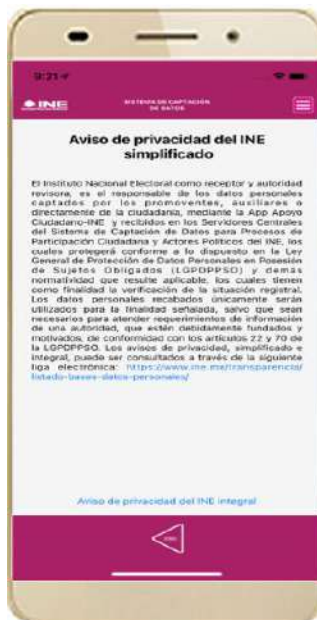 9:21
INE
SISTEMA DE CAPTACIÓN
DE DATOS
Aviso de privacidad del INE
simplificado
El Instituto Nacional Electoral como receptor y autoridad
revisora, es el responsable de los datos personales
captados por los promoventes, auxiliares o
directamente de la ciudadanía, mediante la App Apoyo
Ciudadano-INE y recibidos en los Servidores Centrales
del Sistema de Captación de Datos para Procesos de
Participación Ciudadana y Actores Políticos del INE, los
cuales protegerá conforme a lo dispuesto en la Ley
General de Protección de Datos Personales en Posesión
de Sujetos Obligados (LGPDPPSO) y demás
normatividad que resulte aplicable, los cuales tienen
como finalidad la verificación de la situación registral.
Los datos personales recabados únicamente serán
utilizados para la finalidad señalada, salvo que sean
necesarios para atender requerimientos de información
de una autoridad, que estén debidamente fundados y
motivados, de conformidad con los artículos 22 y 70 de
la LGPDPPSO. Los avisos de privacidad, simplificado e
integral, puede ser consultados a través de la siguiente
liga electrónica: https://www.ine.mx/transparencia/
listado-bases-datos-personales/
Aviso de privacidad del INE integral